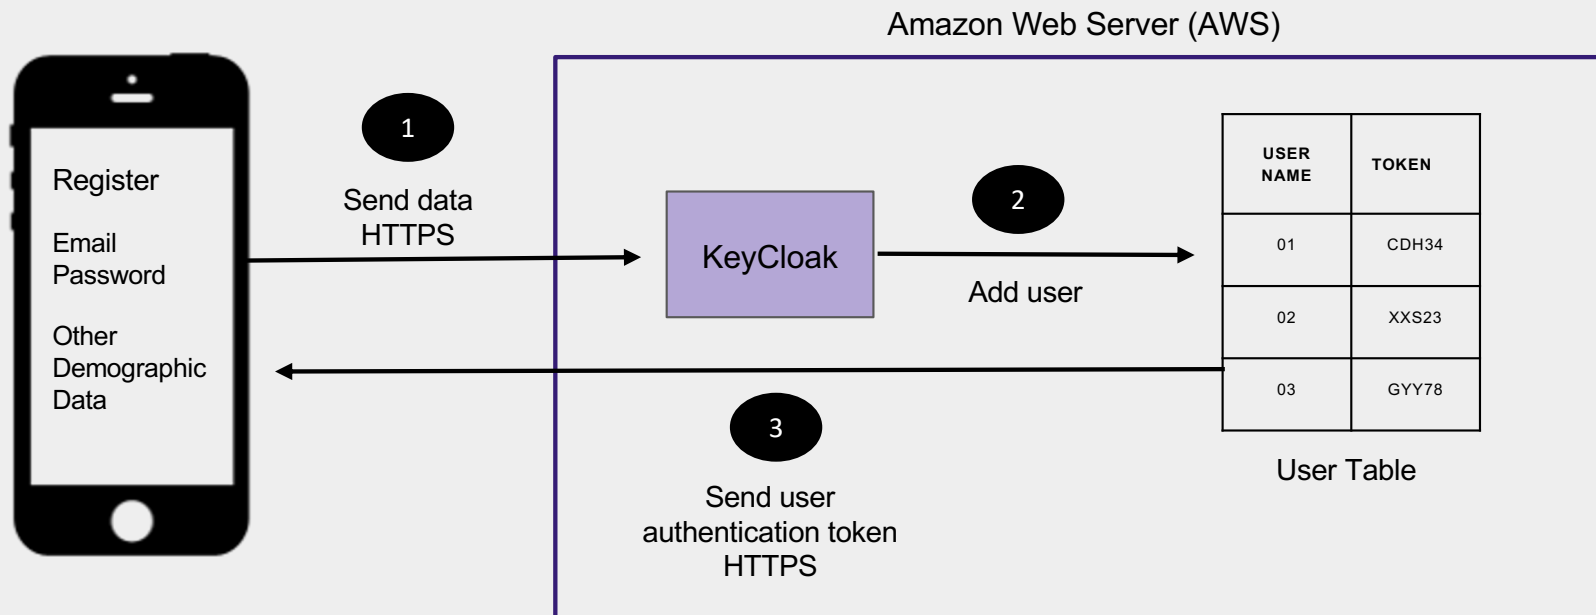 Amazon Web Server (AWS)
Register
Email
Password
Other
Demographic
Data
1
Send data
HTTPS
KeyCloak
2
Add user
USER
NAME
TOKEN
01
CDH34
02
XXS23
03
GYY78
User Table
3
Send user
authentication token
HTTPS